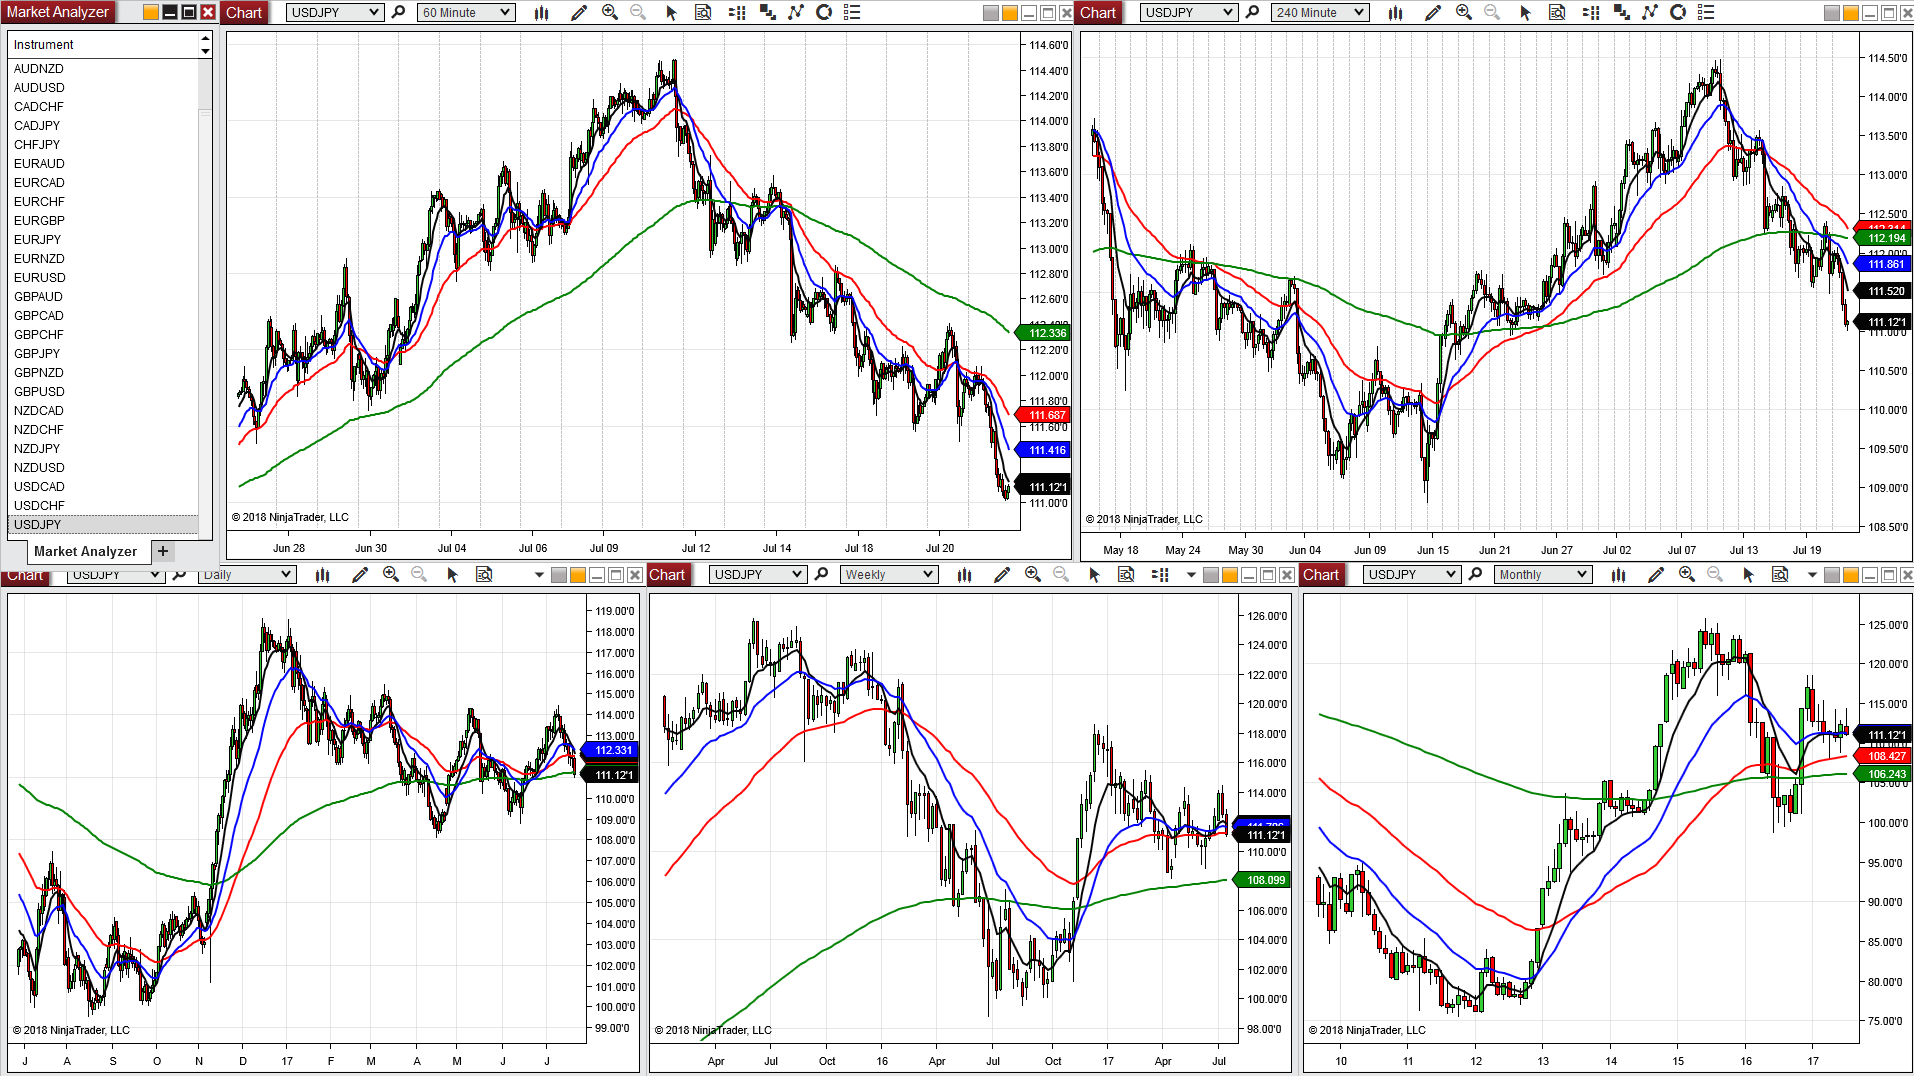 Market Analyzer
Instrument
AUDNZD
AUDUSD
CADCHF
CADJPY
CHFJPY
EURAUD
EURCAD
EURCHF
EURGBP
EURJPY
EURNZD
EURUSD
GBPAUD
GBPCAD
GBPCHF
GBPJPY
GBPNZD
GBPUSD
NZDCAD
NZDCHF
NZDJPY
NZDUSD
USDCAD
USDCHF
USDJPY
Market Analyzer +
Chart USDJPY 60 Minute
114.60'0
114.40'0
114.20'0
114.00'0
113.80'0
113.60'0
113.40'0
113.20'0
113.00'0
112.80'0
112.60'0
112.336
112.20'0
112.00'0
111.80'0
111.687
111.60'0
111.416
111.12'1
111.00'0
© 2018 NinjaTrader, LLC
Jun 28 Jun 30 Jul 04 Jul 06 Jul 09 Jul 12 Jul 14 Jul 18 Jul 20
Chart USDJPY 240 Minute
114.50'0
114.00'0
113.50'0
113.00'0
112.50'0
112.194
111.861
111.520
111.12'1
110.50'0
110.00'0
109.50'0
109.00'0
108.50'0
© 2018 NinjaTrader, LLC
May 18 May 24 May 30 Jun 04 Jun 09 Jun 15 Jun 21 Jun 27 Jul 02 Jul 07 Jul 13 Jul 19
Chart USDJPY Daily
119.00'0
118.00'0
117.00'0
116.00'0
115.00'0
114.00'0
113.00'0
112.331
111.12'1
110.00'0
109.00'0
108.00'0
107.00'0
106.00'0
105.00'0
104.00'0
103.00'0
102.00'0
101.00'0
100.00'0
99.00'0
© 2018 NinjaTrader, LLC
J A S O N D 17 F M A M J J
Chart USDJPY Weekly
126.00'0
124.00'0
122.00'0
120.00'0
118.00'0
116.00'0
114.00'0
111.12'1
110.00'0
108.099
106.00'0
104.00'0
102.00'0
100.00'0
98.00'0
© 2018 NinjaTrader, LLC
Apr Jul Oct 16 Apr Jul Oct 17 Apr Jul
Chart USDJPY Monthly
125.00'0
120.00'0
115.00'0
111.12'1
108.427
106.243
100.00'0
95.00'0
90.00'0
85.00'0
80.00'0
75.00'0
© 2018 NinjaTrader, LLC
10 11 12 13 14 15 16 17